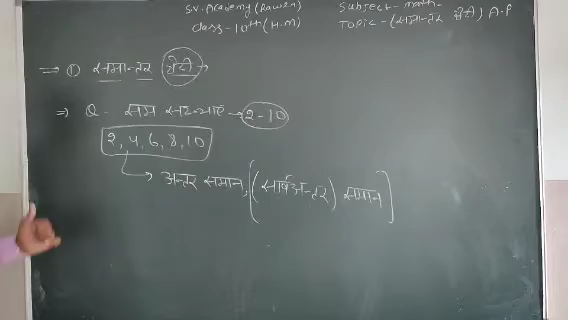 SV. Academy (Rawen) Subject- math-
Class-10th (H.M) Topic-(समान्तर श्रेढी) A.P
⇒ ① समान्तर श्रेढी→
⇒ Q- सम संख्याएं →2-10
2, 4, 6, 8, 10
→ अन्तर समान, [(सार्वअन्तर) समान]